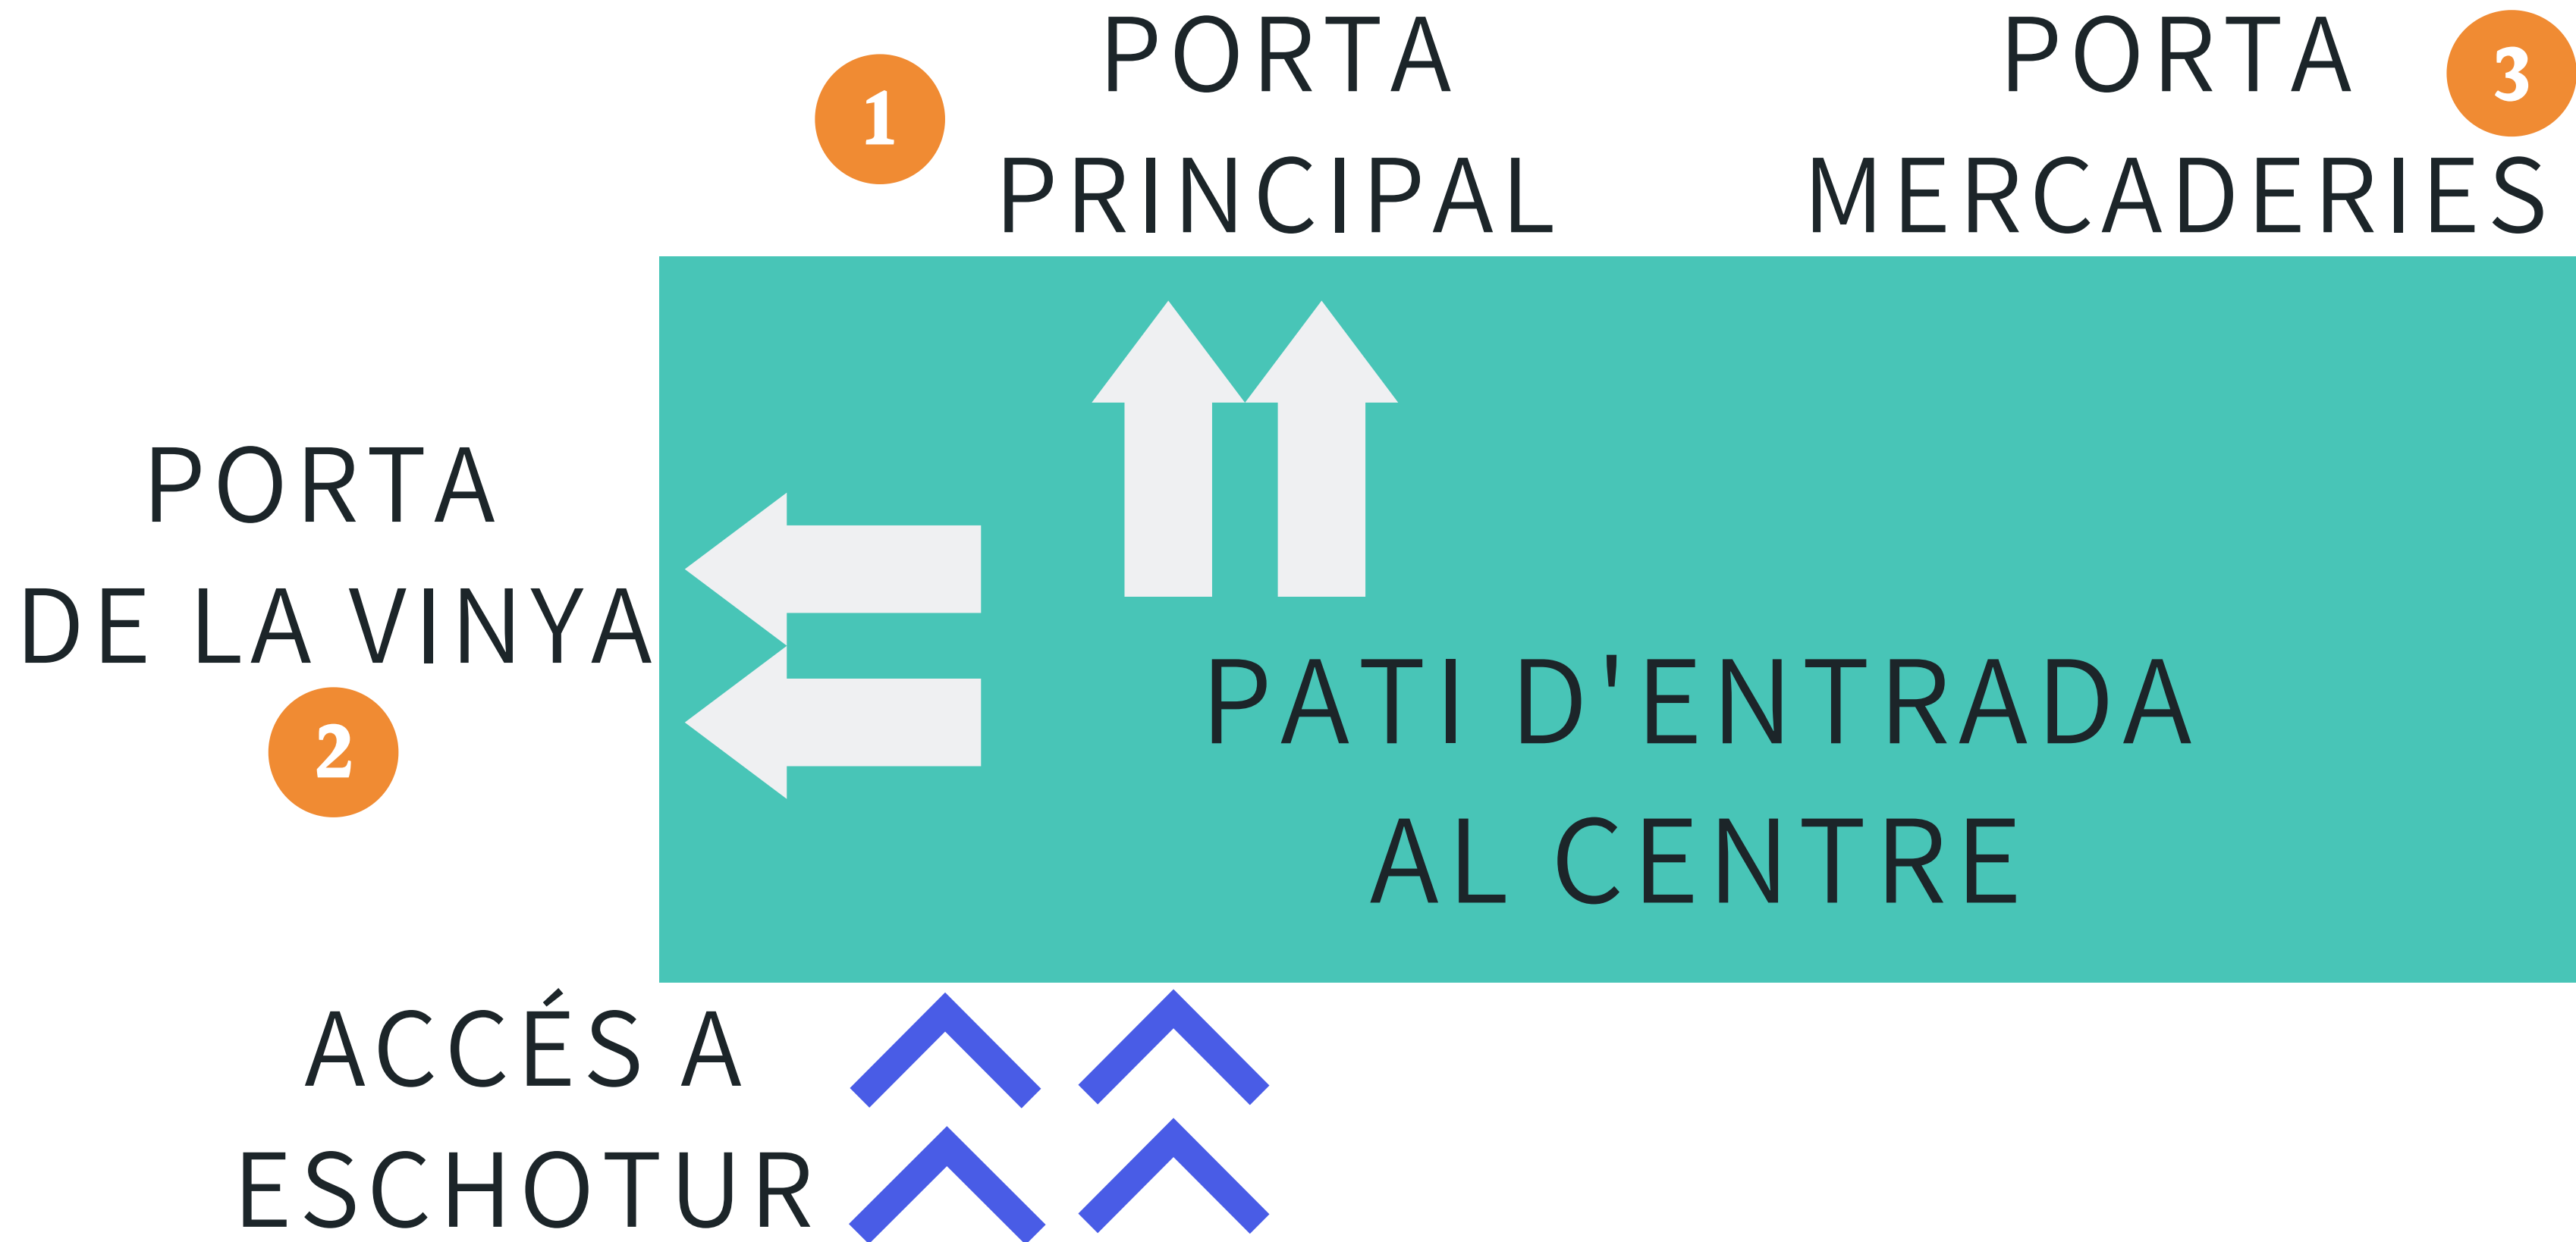 1
PORTA
PRINCIPAL
PORTA
MERCADERIES
3
PORTA
DE LA VINYA
2
PATI D'ENTRADA
AL CENTRE
ACCÉS A
ESCHOTUR